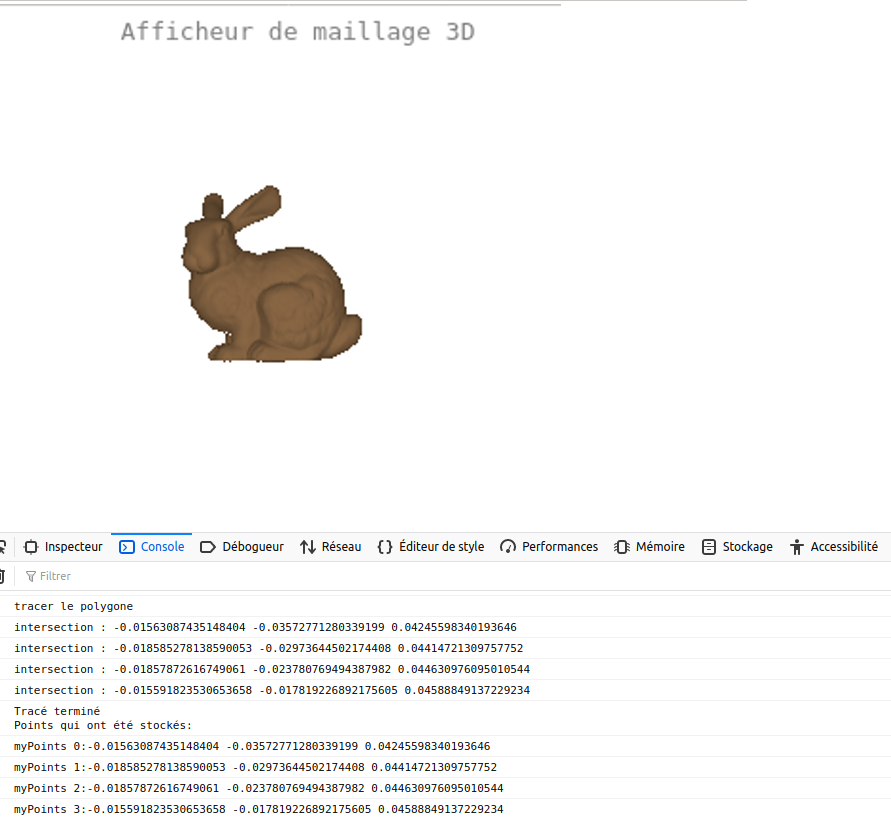 Afficheur de maillage 3D
Inspecteur Console Débogueur Réseau Éditeur de style Performances Mémoire Stockage Accessibilité
Filtrer
tracer le polygone
intersection : -0.01563087435148404 -0.03572771280339199 0.04245598340193646
intersection : -0.018585278138590053 -0.02973644502174408 0.04414721309757752
intersection : -0.01857872616749061 -0.023780769494387982 0.044630976095010544
intersection : -0.015591823530653658 -0.017819226892175605 0.04588849137229234
Tracé terminé
Points qui ont été stockés:
myPoints 0:-0.01563087435148404 -0.03572771280339199 0.04245598340193646
myPoints 1:-0.018585278138590053 -0.02973644502174408 0.04414721309757752
myPoints 2:-0.01857872616749061 -0.023780769494387982 0.044630976095010544
myPoints 3:-0.015591823530653658 -0.017819226892175605 0.04588849137229234